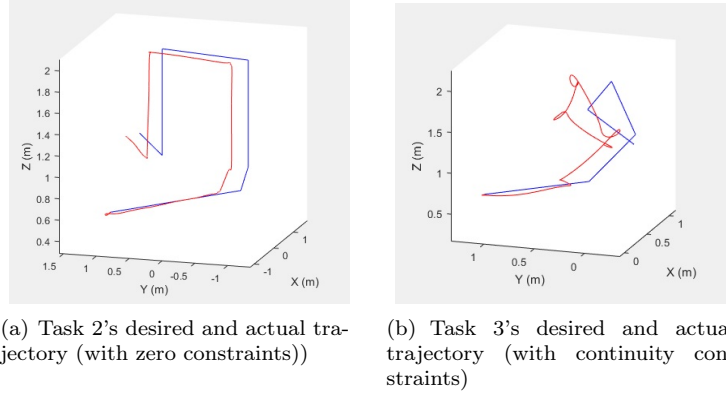 2
1.8
1.6
1.4
1.2
1
0.8
0.6
0.4
Z (m)
1.5
1
0.5
0
-0.5
-1
Y (m)
-1
0
1
X (m)
2
1.5
1
0.5
Z (m)
1
0.5
0
Y (m)
0
0.5
1
X (m)
(a) Task 2's desired and actual tra-
jectory (with zero constraints))
(b) Task 3's desired and actua
trajectory (with continuity con
straints)